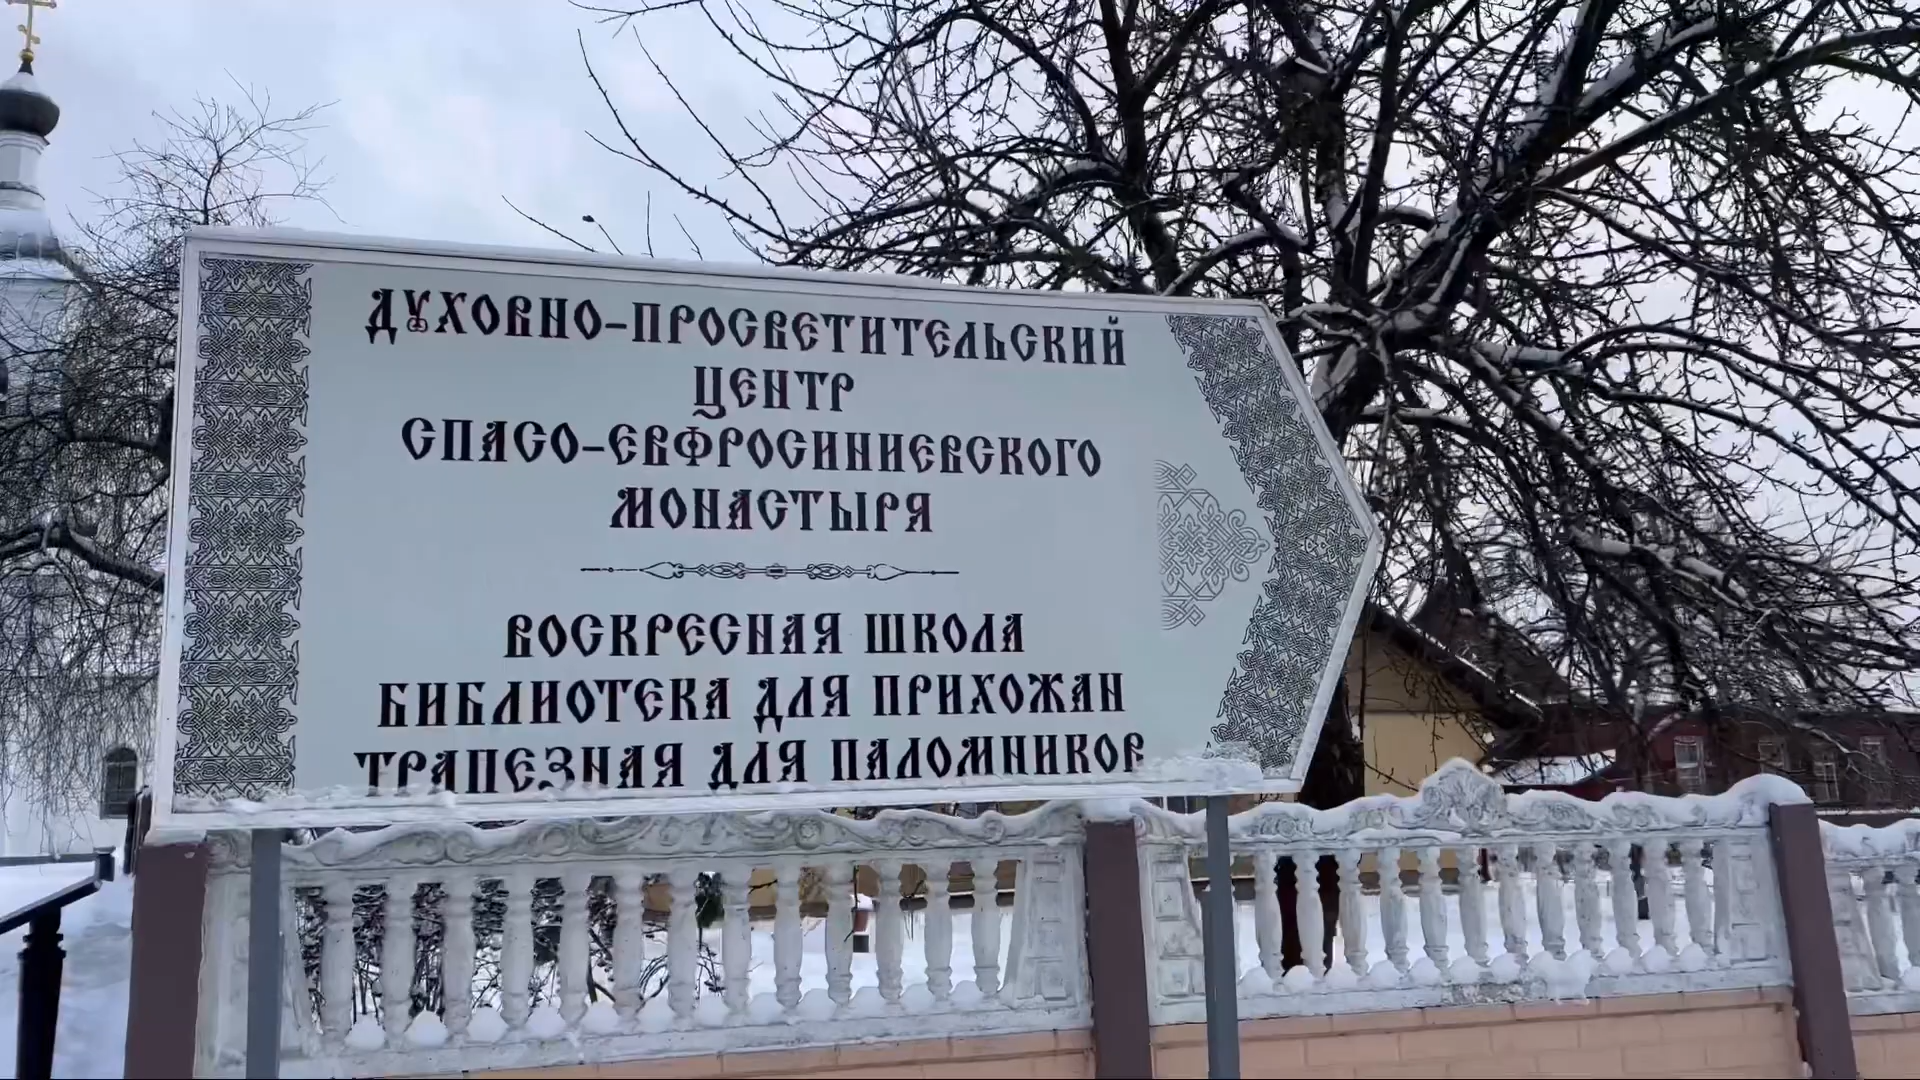 ДУХОВНО-ПРОСВЕТИТЕЛЬСКИЙ
ЦЕНТР
СПАСО-ЕВФРОСИНИЕВСКОГО
МОНАСТЫРЯ
ВОСКРЕСНАЯ ШКОЛА
БИБЛИОТЕКА ДЛЯ ПРИХОЖАН
ТРАПЕЗНАЯ ДЛЯ ПАЛОМНИКОВ